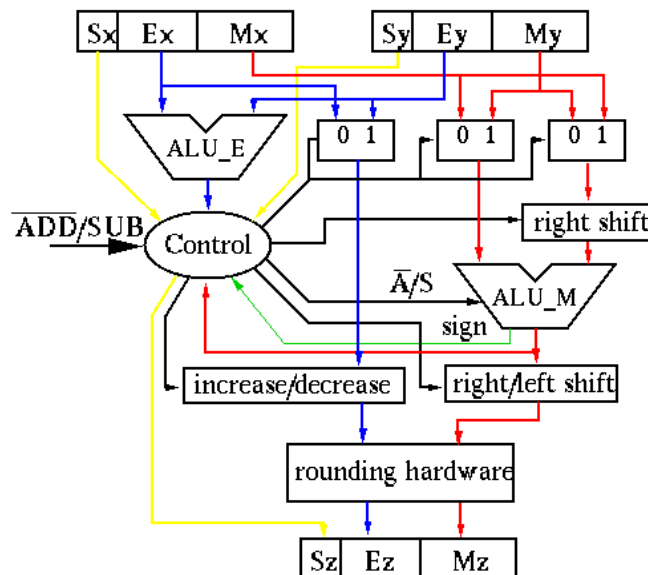 Sx Ex Mx Sy Ey My
0 1 0 1 0 1
ALU_E
A̅D̅D̅/SUB
Control
right shift
A̅/S
ALU_M
sign
increase/decrease
right/left shift
rounding hardware
Sz Ez Mz